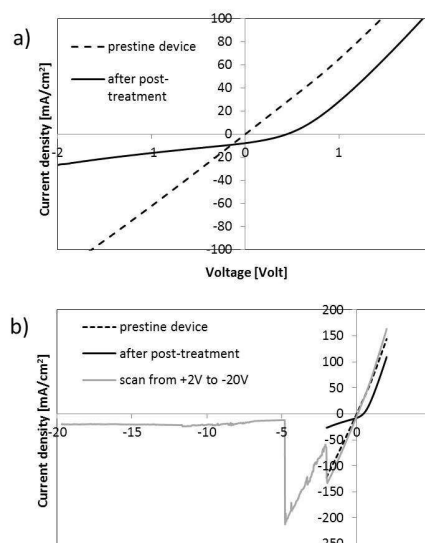 a)
Current density [mA/cm²]
100
80
60
40
20
0
-20
-40
-60
-80
-100
-2
-1
0
1
prestine device
after post-
treatment
Voltage [Volt]
b)
Current density [mA/cm²]
200
150
100
50
0
-50
-100
-150
-200
-250
-20
-15
-10
-5
0
prestine device
after post-treatment
scan from +2V to -20V